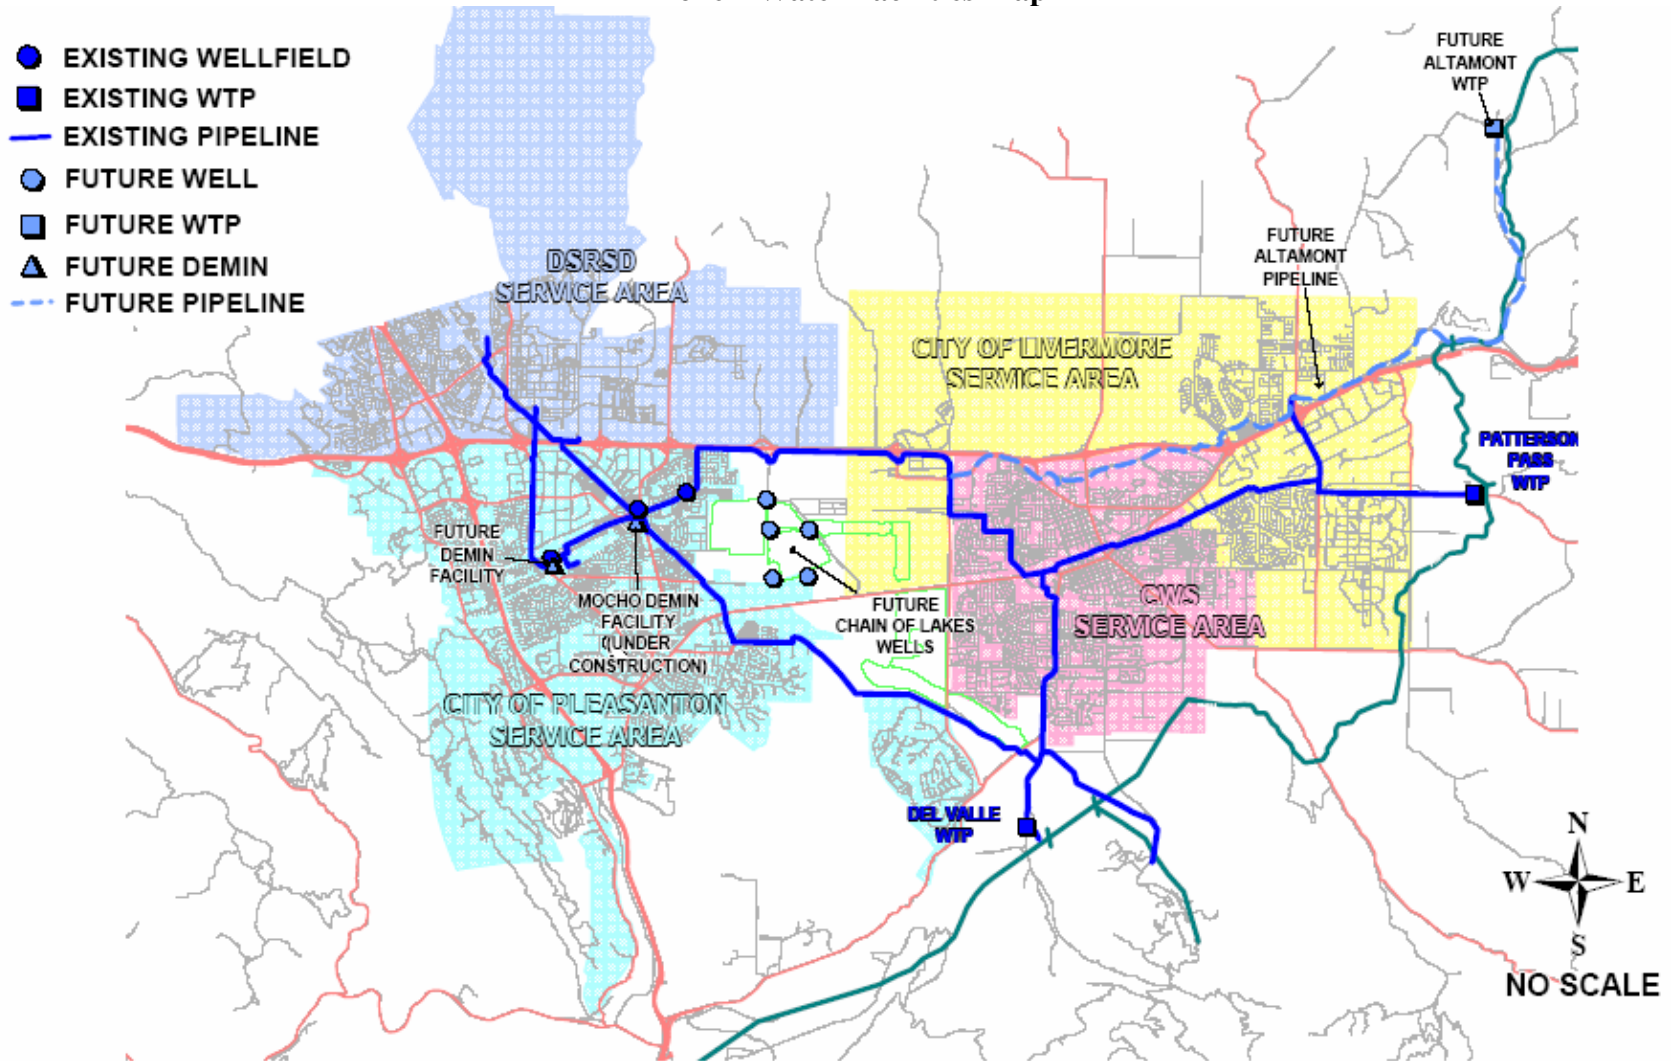 EXISTING WELLFIELD
EXISTING WTP
EXISTING PIPELINE
FUTURE WELL
FUTURE WTP
FUTURE DEMIN
FUTURE PIPELINE
FUTURE
ALTAMONT
WTP
DSRSD
SERVICE AREA
FUTURE
ALTAMONT
PIPELINE
CITY OF LIVERMORE
SERVICE AREA
PATTERSON
PASS
WTP
FUTURE
DEMIN
FACILITY
MOCHO DEMIN
FACILITY
(UNDER
CONSTRUCTION)
FUTURE
CHAIN OF LAKES
WELLS
CWS
SERVICE AREA
CITY OF PLEASANTON
SERVICE AREA
DEL VALLE
WTP
N
W
E
S
NO SCALE